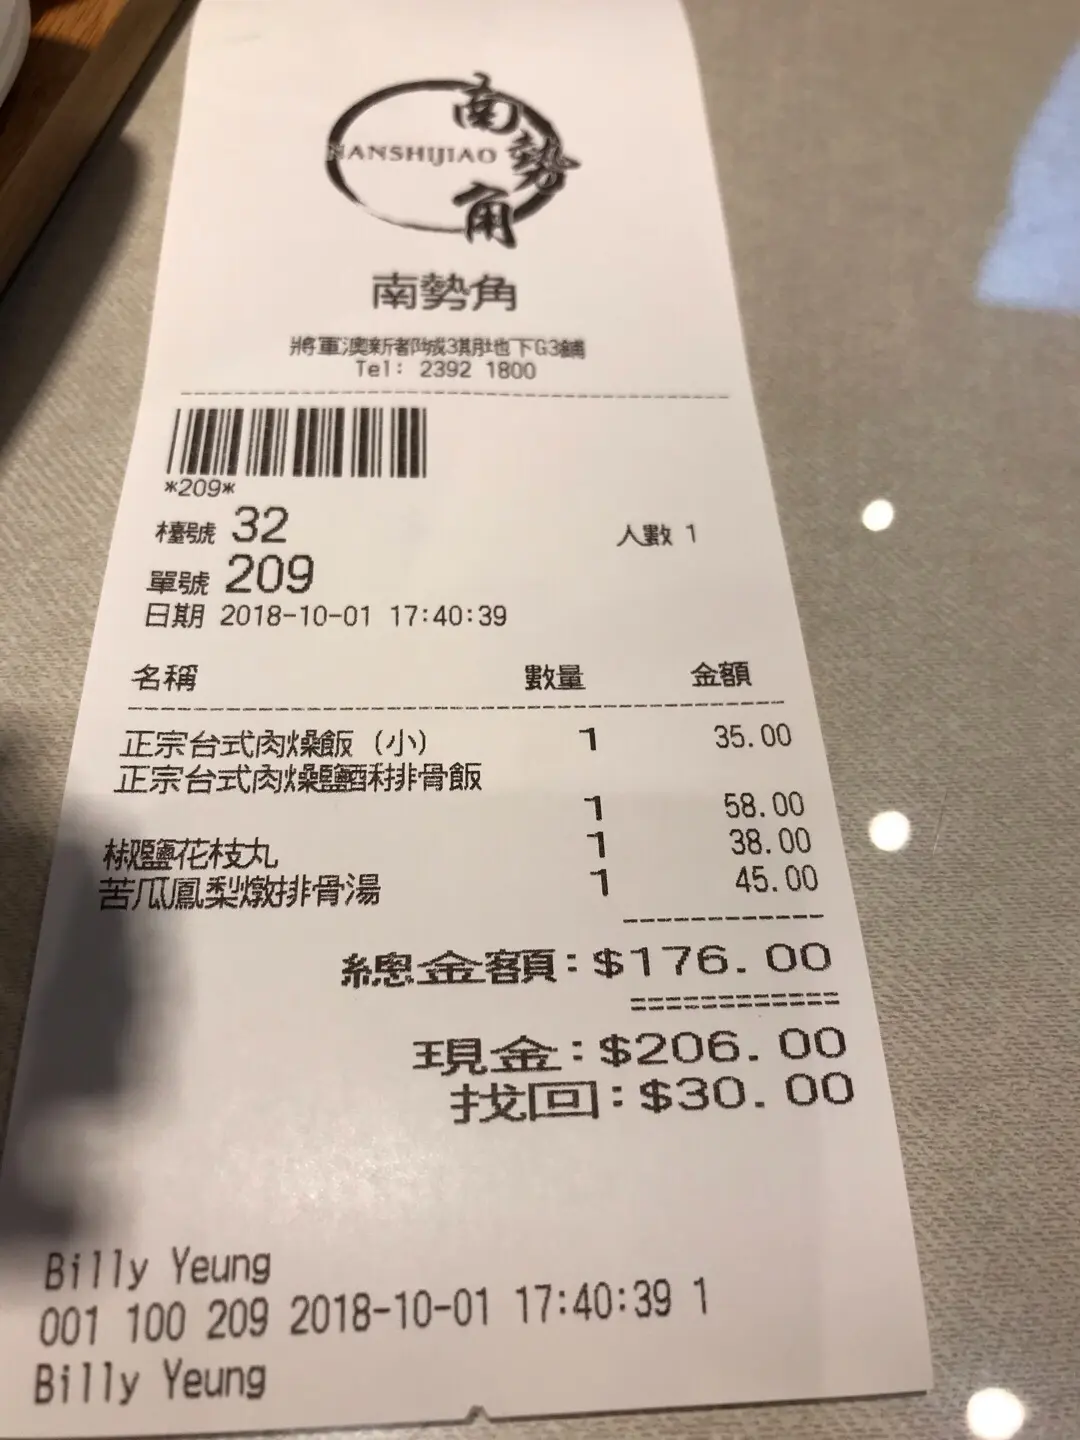 南勢角
NANSHIJIAO
南勢角
將軍澳新都城3期地下G3鋪
Tel: 2392 1800
*209*
檯號 32 人數 1
單號 209
日期 2018-10-01 17:40:39
名稱 數量 金額
正宗台式肉燥飯 (小) 1 35.00
正宗台式肉燥鹽酥排骨飯
1 58.00
椒鹽花枝丸 1 38.00
苦瓜鳳梨燉排骨湯 1 45.00
總金額:$176.00
現金:$206.00
找回:$30.00
Billy Yeung
001 100 209 2018-10-01 17:40:39 1
Billy Yeung